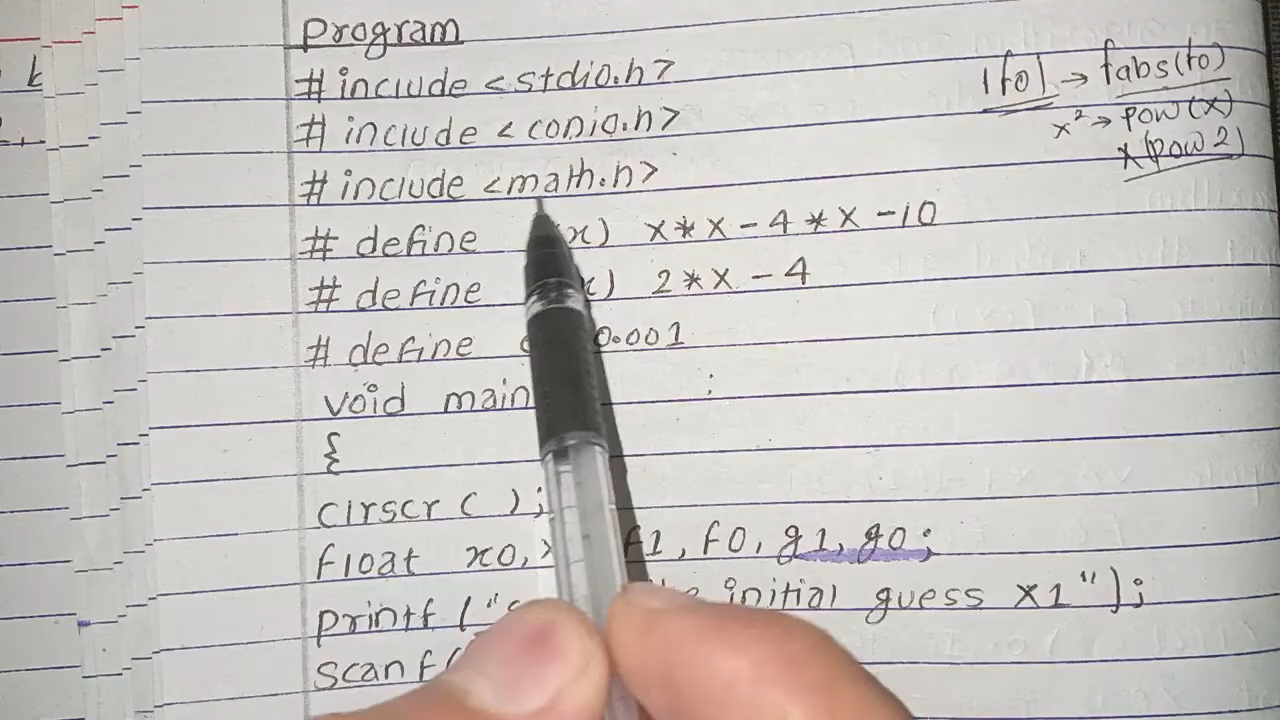 Program
# include <stdio.h>
# include <conio.h>
# include <math.h>
# define x) x*x-4*x-10
# define ) 2*x-4
# define 0.001
void main ;
{
clrscr ( );
float x0, f1, f0, g1, g0;
printf (" initial guess x1");
scanf(
|f0| → fabs(f0)
x² → pow(x)
x(pow 2)